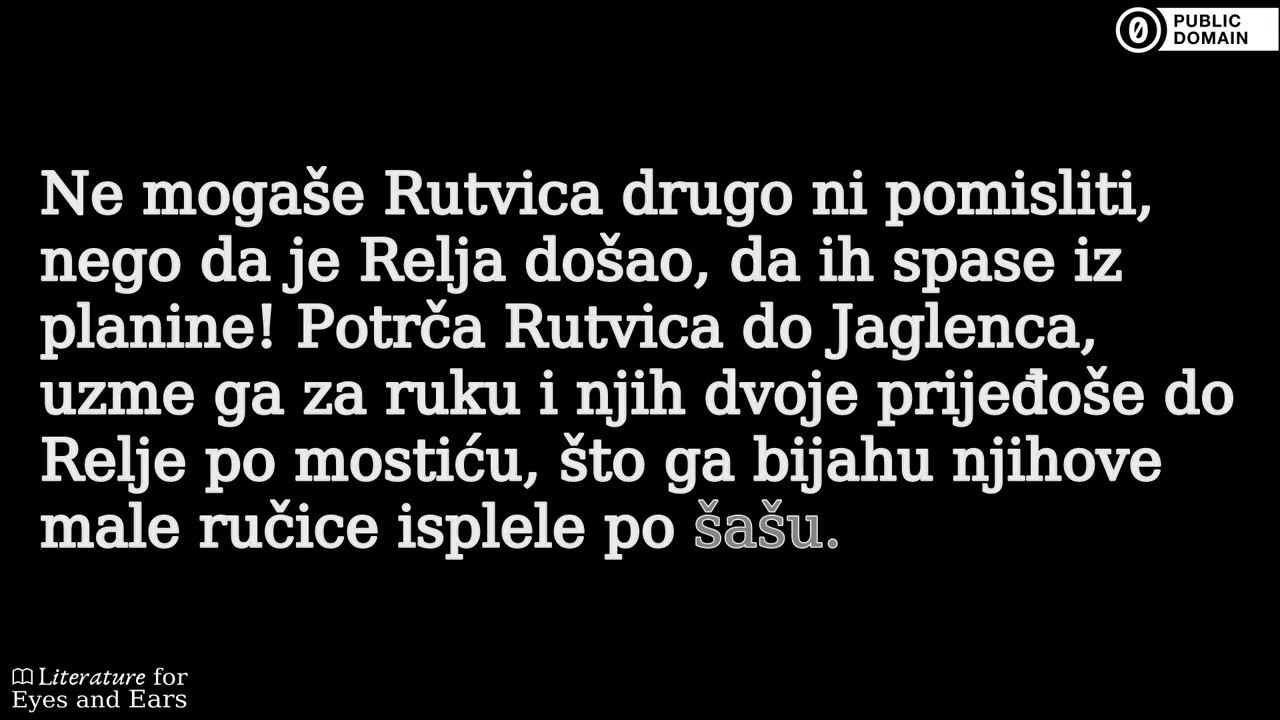 PUBLIC
DOMAIN
Ne mogaše Rutvica drugo ni pomisliti,
nego da je Relja došao, da ih spase iz
planine! Potrča Rutvica do Jaglenca,
uzme ga za ruku i njih dvoje prijeđoše do
Relje po mostiću, što ga bijahu njihove
male ručice isplele po šašu.
Literature for
Eyes and Ears